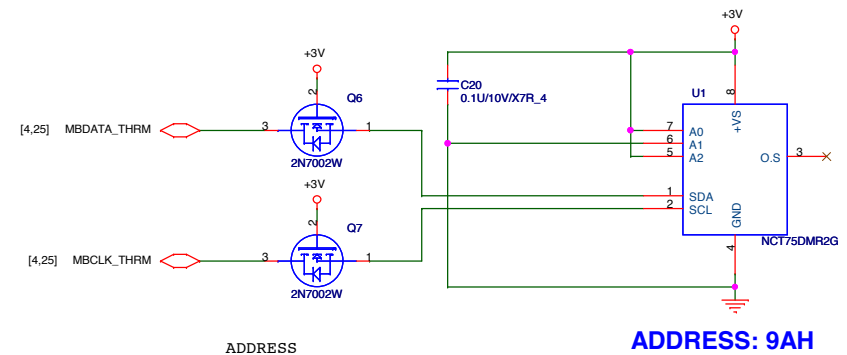 +3V
+3V
2
Q6
C20
0.1U/10V/X7R_4
U1
8
+VS
[4,25] MBDATA_THRM
3
1
7
A0
6
A1
5
A2
O.S
3
2N7002W
+3V
2
Q7
1
SDA
2
SCL
GND
4
NCT75DMR2G
[4,25] MBCLK_THRM
3
1
2N7002W
ADDRESS
ADDRESS: 9AH